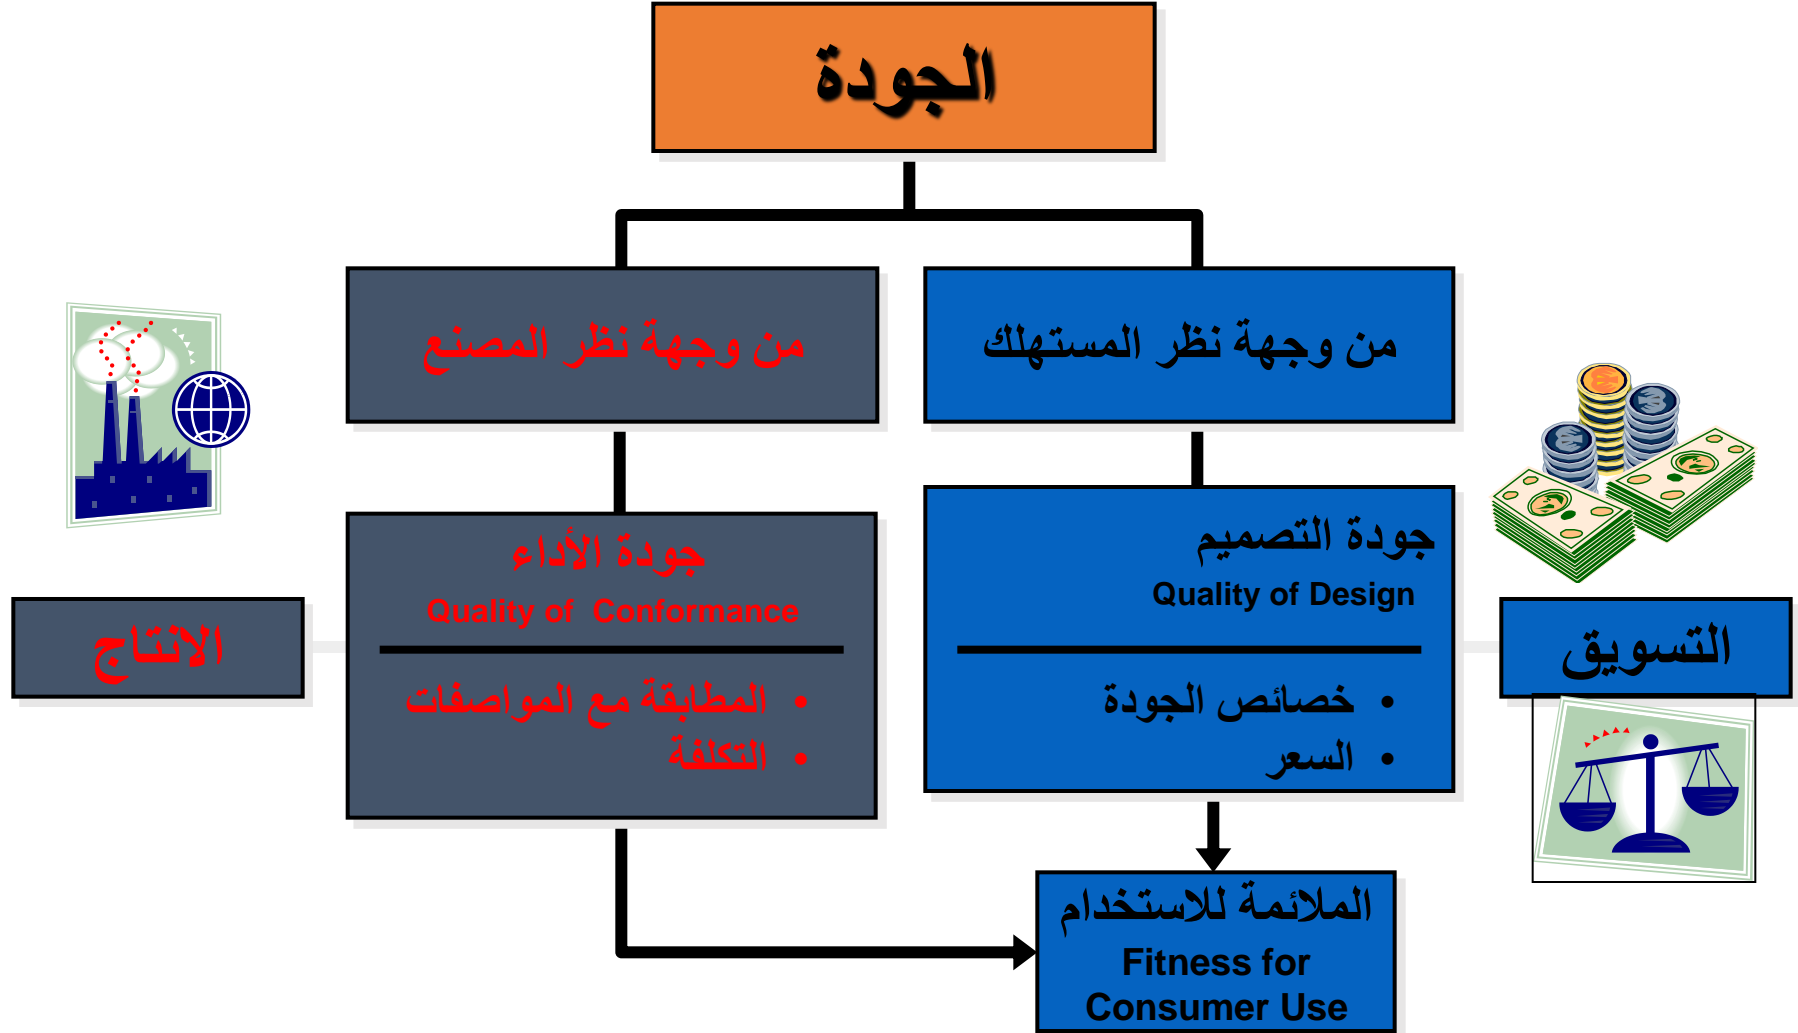 الجودة
من وجهة نظر المستهلك
من وجهة نظر المصنع
جودة التصميم
Quality of Design
• خصائص الجودة
• السعر
التسويق
جودة الأداء
Quality of Conformance
• المطابقة مع المواصفات
• التكلفة
الانتاج
الملائمة للاستخدام
Fitness for
Consumer Use